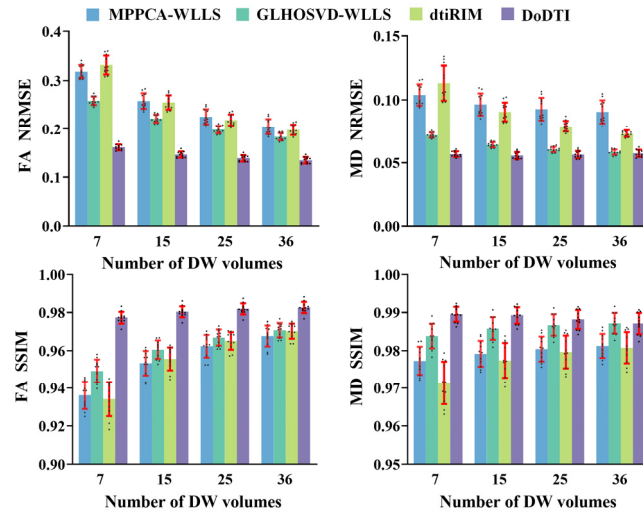 MPPCA-WLLS GLHOSVD-WLLS dtiRIM DoDTI
FA NRMSE
0.4
0.3
0.2
0.1
0.0
7 15 25 36
Number of DW volumes
MD NRMSE
0.15
0.10
0.05
0.00
7 15 25 36
Number of DW volumes
FA SSIM
1.00
0.98
0.96
0.94
0.92
0.90
7 15 25 36
Number of DW volumes
MD SSIM
1.00
0.99
0.98
0.97
0.96
0.95
7 15 25 36
Number of DW volumes